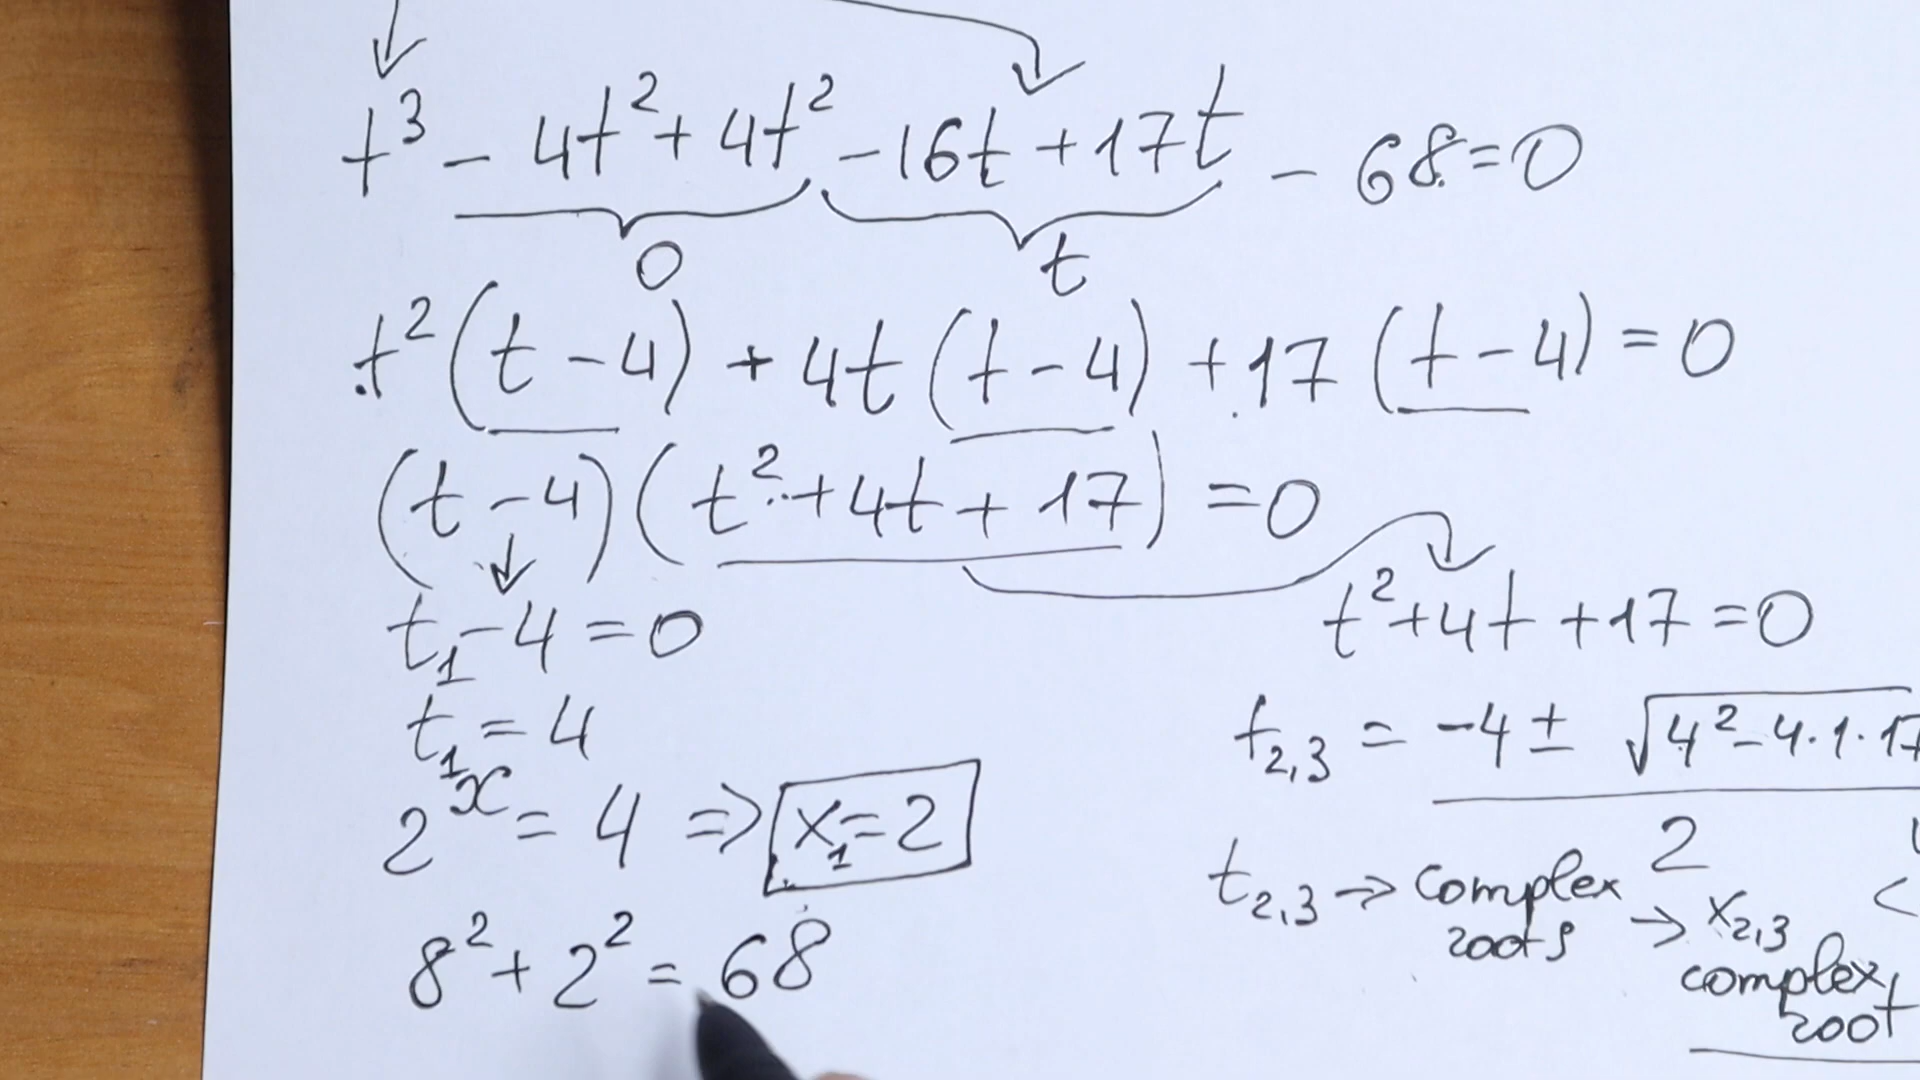 t³ - 4t² + 4t² - 16t + 17t - 68 = 0
0 t
t² (t - 4) + 4t (t - 4) + 17 (t - 4) = 0
(t - 4) (t² + 4t + 17) = 0
t₁ - 4 = 0
t₁ = 4
2ˣ = 4 => x₁ = 2
8² + 2² = 68
t² + 4t + 17 = 0
t₂,₃ = -4 ± √4² - 4·1·17
2
t₂,₃ → complex roots → x₂,₃ complex root
<